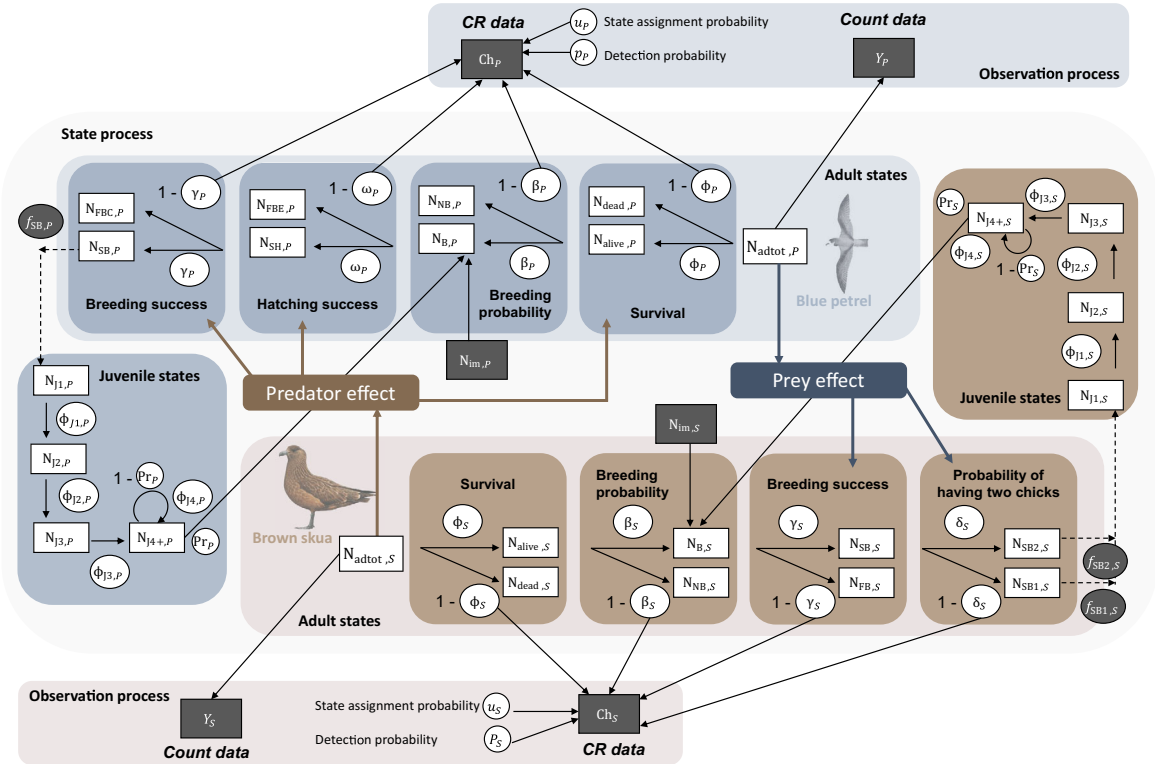 CR data
Count data
u_P State assignment probability
p_P Detection probability
Ch_P
Y_P
Observation process
State process
Adult states
1 - γ_P
1 - ω_P
1 - β_P
1 - ϕ_P
N_FBC,P
N_FBE,P
N_NB,P
N_dead,P
f_SB,P
N_SB,P
N_SH,P
N_B,P
N_alive,P
N_adtot,P
γ_P
ω_P
β_P
ϕ_P
Breeding success
Hatching success
Breeding
probability
Survival
Blue petrel
Pr_S
N_J4+,S
ϕ_J3,S
N_J3,S
ϕ_J4,S
1 - Pr_S
ϕ_J2,S
N_J2,S
ϕ_J1,S
N_J1,S
Juvenile states
N_im,P
Predator effect
Prey effect
Juvenile states
N_J1,P
ϕ_J1,P
N_J2,P
ϕ_J2,P
1 - Pr_P
ϕ_J4,P
N_J3,P
N_J4+,P
Pr_P
ϕ_J3,P
N_im,S
Brown skua
N_adtot,S
Adult states
Survival
Breeding
probability
Breeding success
Probability of
having two chicks
ϕ_S
β_S
γ_S
δ_S
N_alive,S
N_B,S
N_SB,S
N_SB2,S
N_dead,S
N_NB,S
N_FB,S
N_SB1,S
1 - ϕ_S
1 - β_S
1 - γ_S
1 - δ_S
f_SB2,S
f_SB1,S
Observation process
Y_S
Count data
State assignment probability u_S
Detection probability P_S
Ch_S
CR data